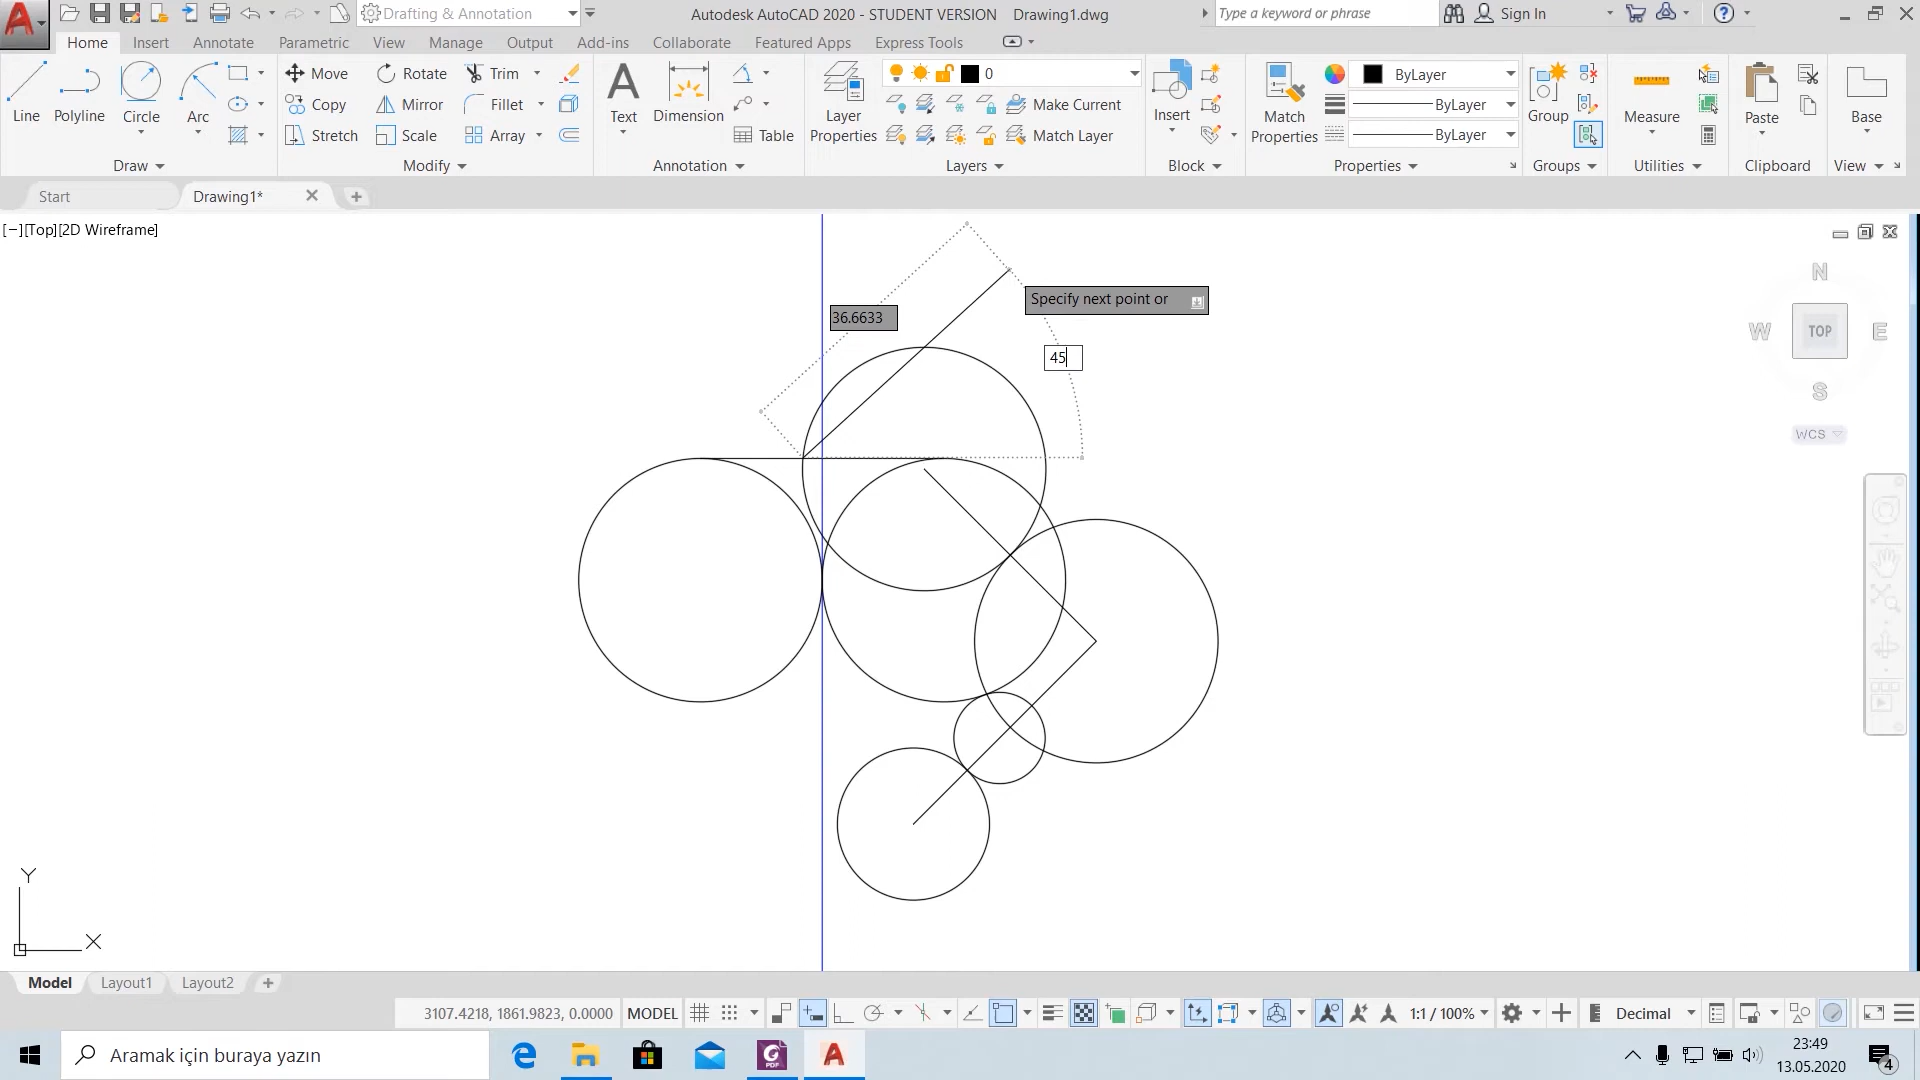 Drafting & Annotation
Autodesk AutoCAD 2020 - STUDENT VERSION Drawing1.dwg
Type a keyword or phrase
Sign In
Home Insert Annotate Parametric View Manage Output Add-ins Collaborate Featured Apps Express Tools
Line Polyline Circle Arc
Move Rotate Trim
Copy Mirror Fillet
Stretch Scale Array
Text Dimension Table
Layer Properties
0
Make Current
Match Layer
Insert
Match Properties
ByLayer
ByLayer
ByLayer
Group
Measure
Paste
Base
Draw Modify Annotation Layers Block Properties Groups Utilities Clipboard View
Start Drawing1*
[−][Top][2D Wireframe]
N
W TOP E
S
WCS
Specify next point or
36.6633
45
Y
X
Model Layout1 Layout2
3107.4218, 1861.9823, 0.0000 MODEL 1:1 / 100% Decimal
Aramak için buraya yazın
23:49
13.05.2020
4